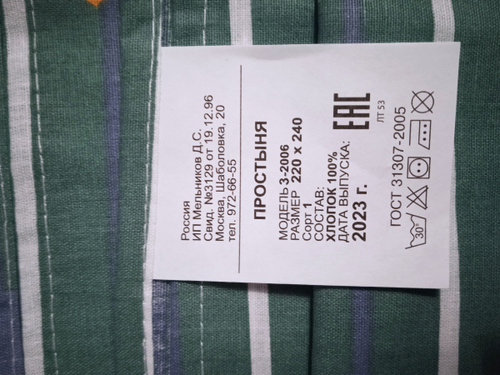 Россия
ИП Мельников Д.С.
Свид. №3129 от 19.12.96
Москва, Шаболовка, 20
тел. 972-66-55
ПРОСТЫНЯ
МОДЕЛЬ 3-2006
РАЗМЕР 220 х 240
Сорт 1
СОСТАВ:
ХЛОПОК 100%
ДАТА ВЫПУСКА:
2023 г.
ЕАС
ЛТ 53
ГОСТ 31307-2005
30°